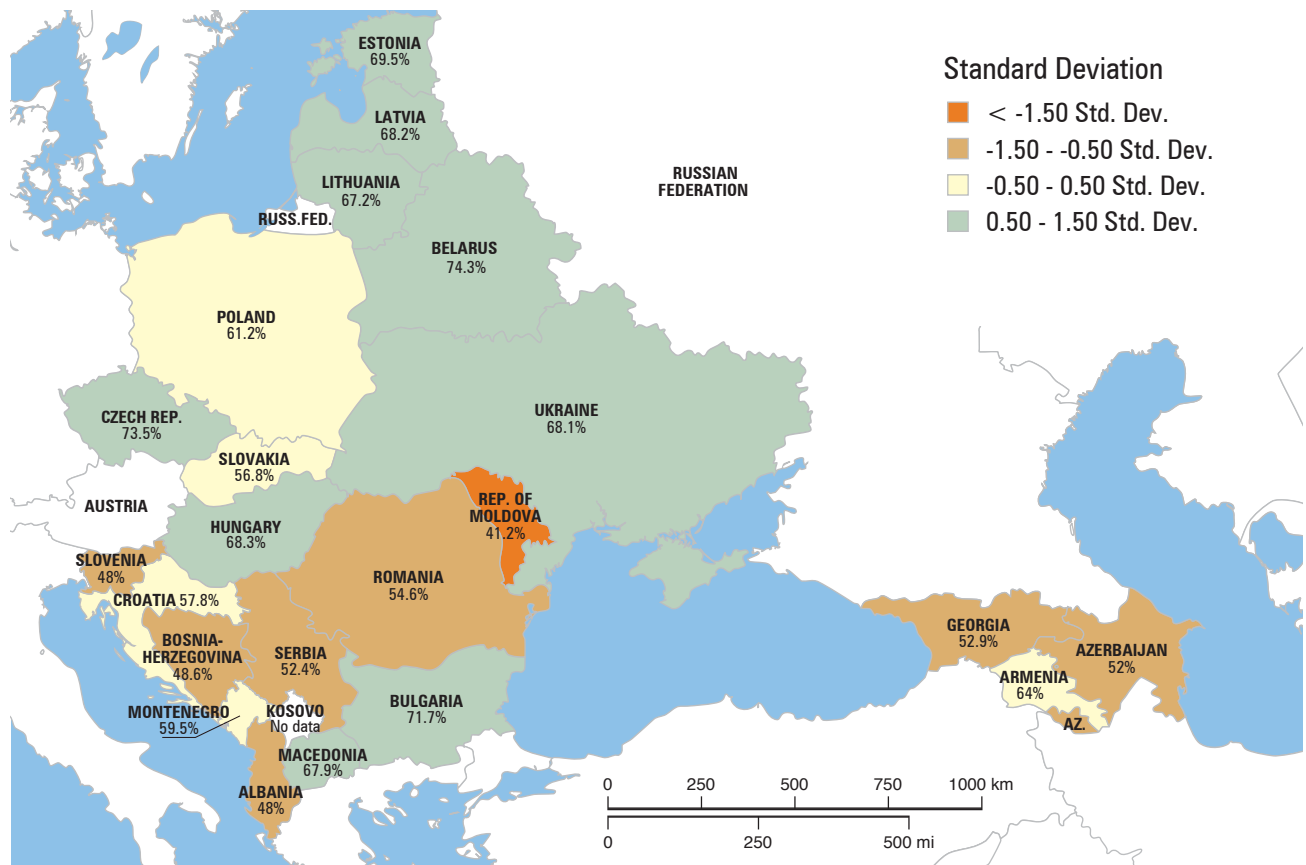 ESTONIA
69.5%
LATVIA
68.2%
LITHUANIA
67.2%
RUSS.FED.
BELARUS
74.3%
RUSSIAN
FEDERATION
Standard Deviation
< -1.50 Std. Dev.
-1.50 - -0.50 Std. Dev.
-0.50 - 0.50 Std. Dev.
0.50 - 1.50 Std. Dev.
POLAND
61.2%
CZECH REP.
73.5%
UKRAINE
68.1%
SLOVAKIA
56.8%
AUSTRIA
HUNGARY
68.3%
REP. OF
MOLDOVA
41.2%
SLOVENIA
48%
ROMANIA
54.6%
CROATIA 57.8%
BOSNIA-
HERZEGOVINA
48.6%
SERBIA
52.4%
GEORGIA
52.9%
AZERBAIJAN
52%
ARMENIA
64%
AZ.
MONTENEGRO
59.5%
KOSOVO
No data
BULGARIA
71.7%
MACEDONIA
67.9%
ALBANIA
48%
0 250 500 750 1000 km
0 250 500 mi